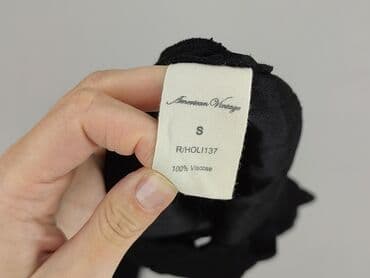 American Vintage
S
R/HOLI137
100% Viscose